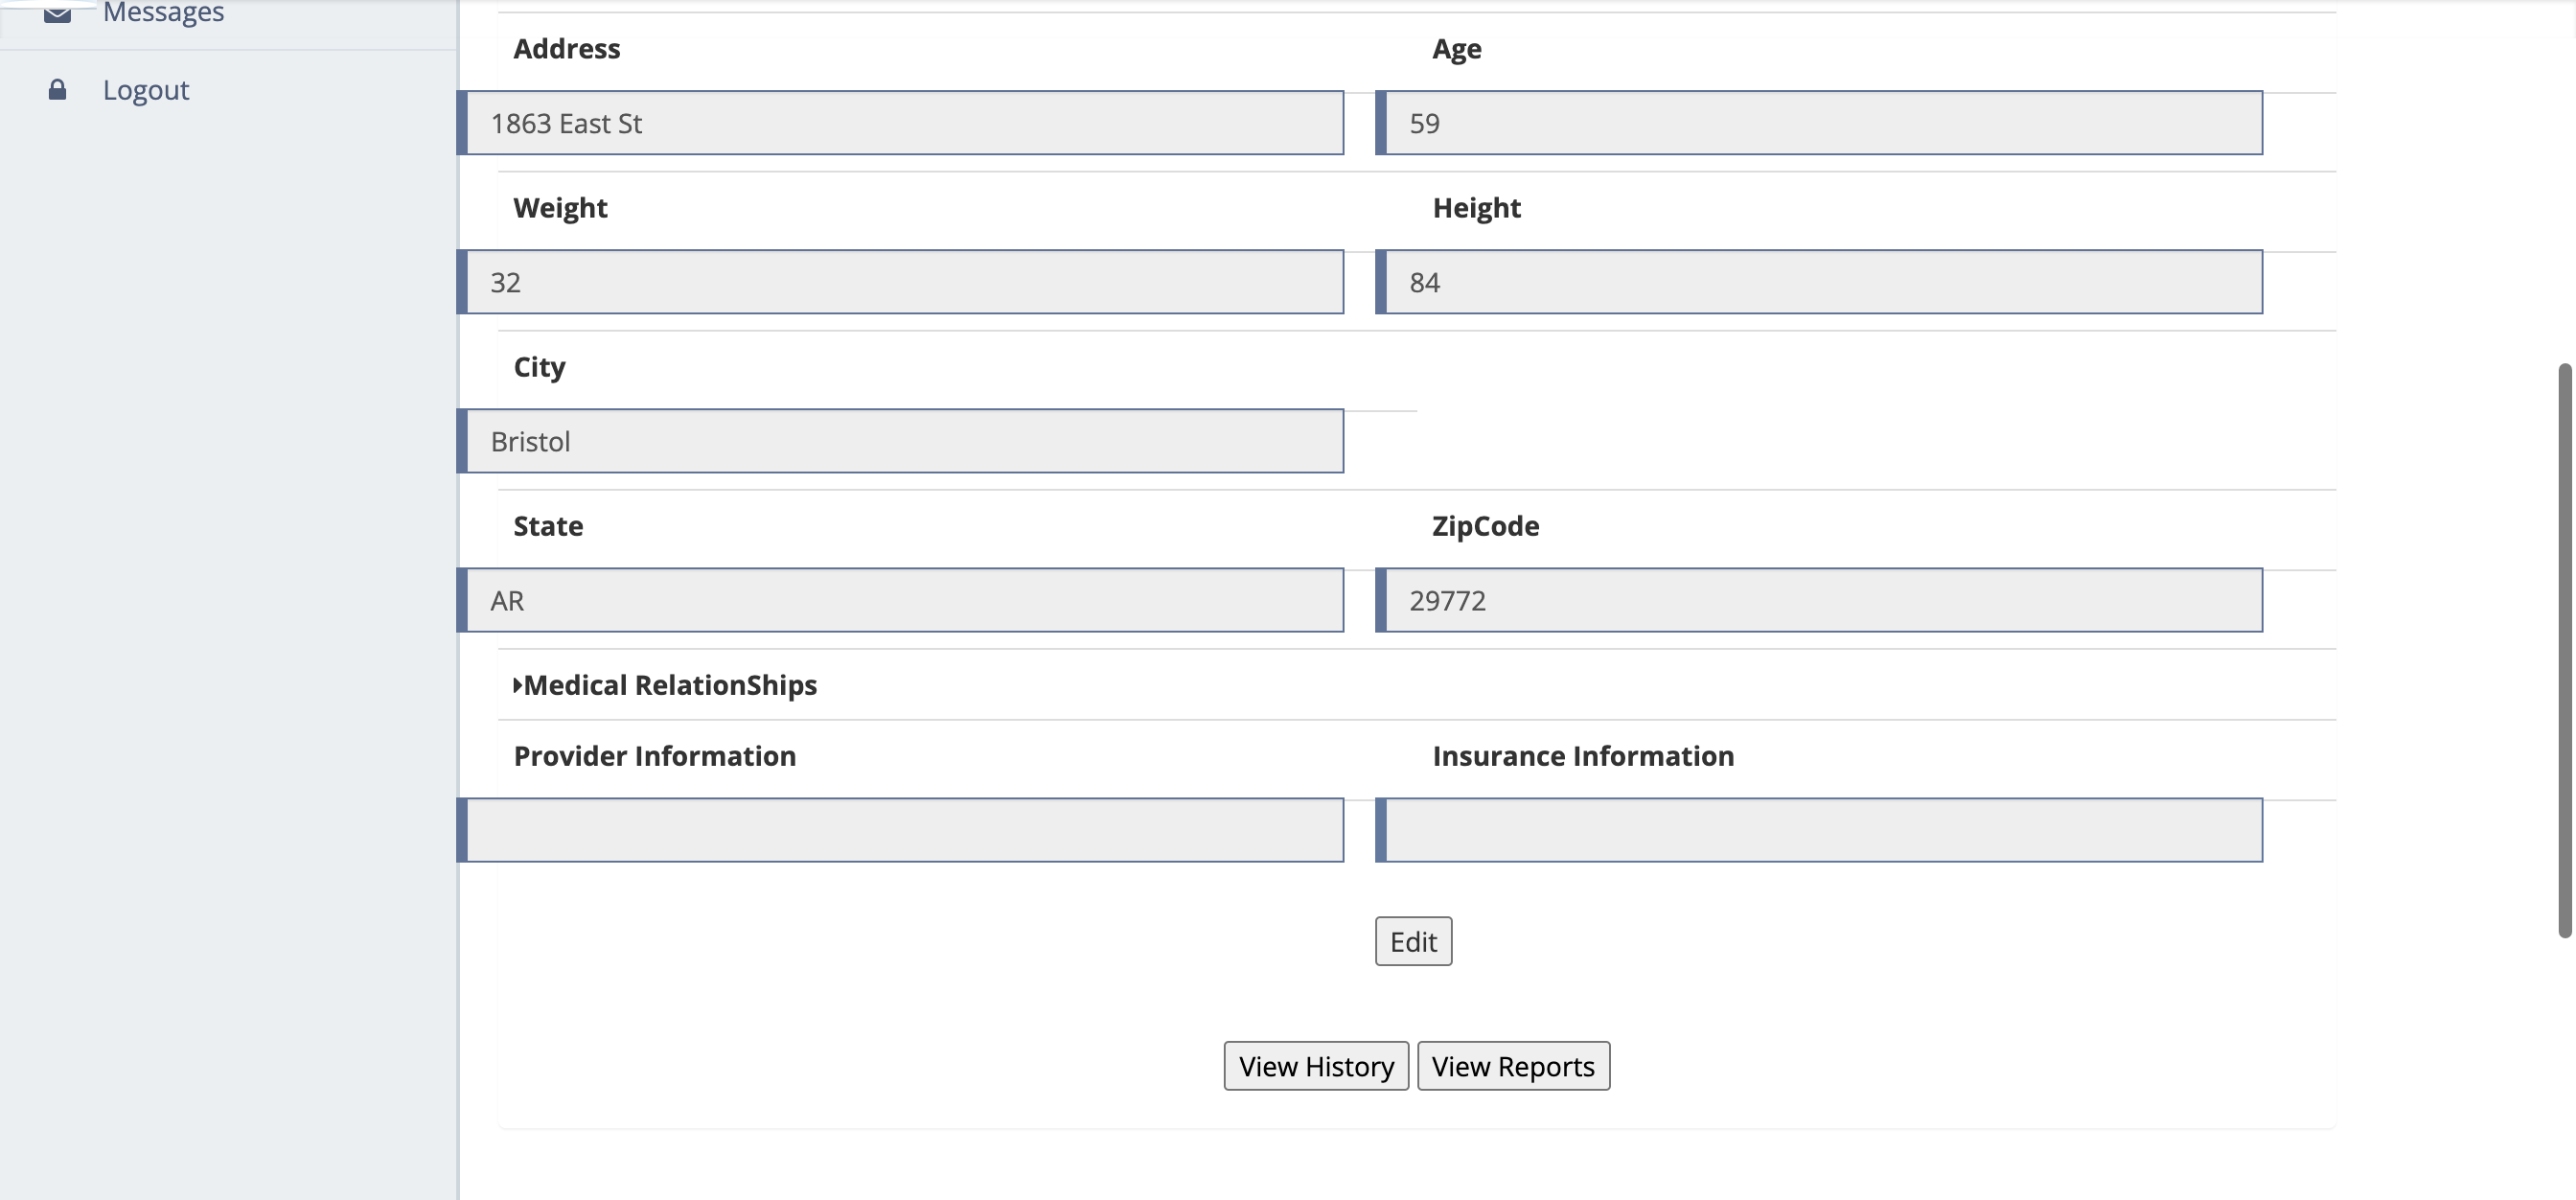 Messages
Logout
Address Age
1863 East St 59
Weight Height
32 84
City
Bristol
State ZipCode
AR 29772
Medical RelationShips
Provider Information Insurance Information
Edit
View History View Reports